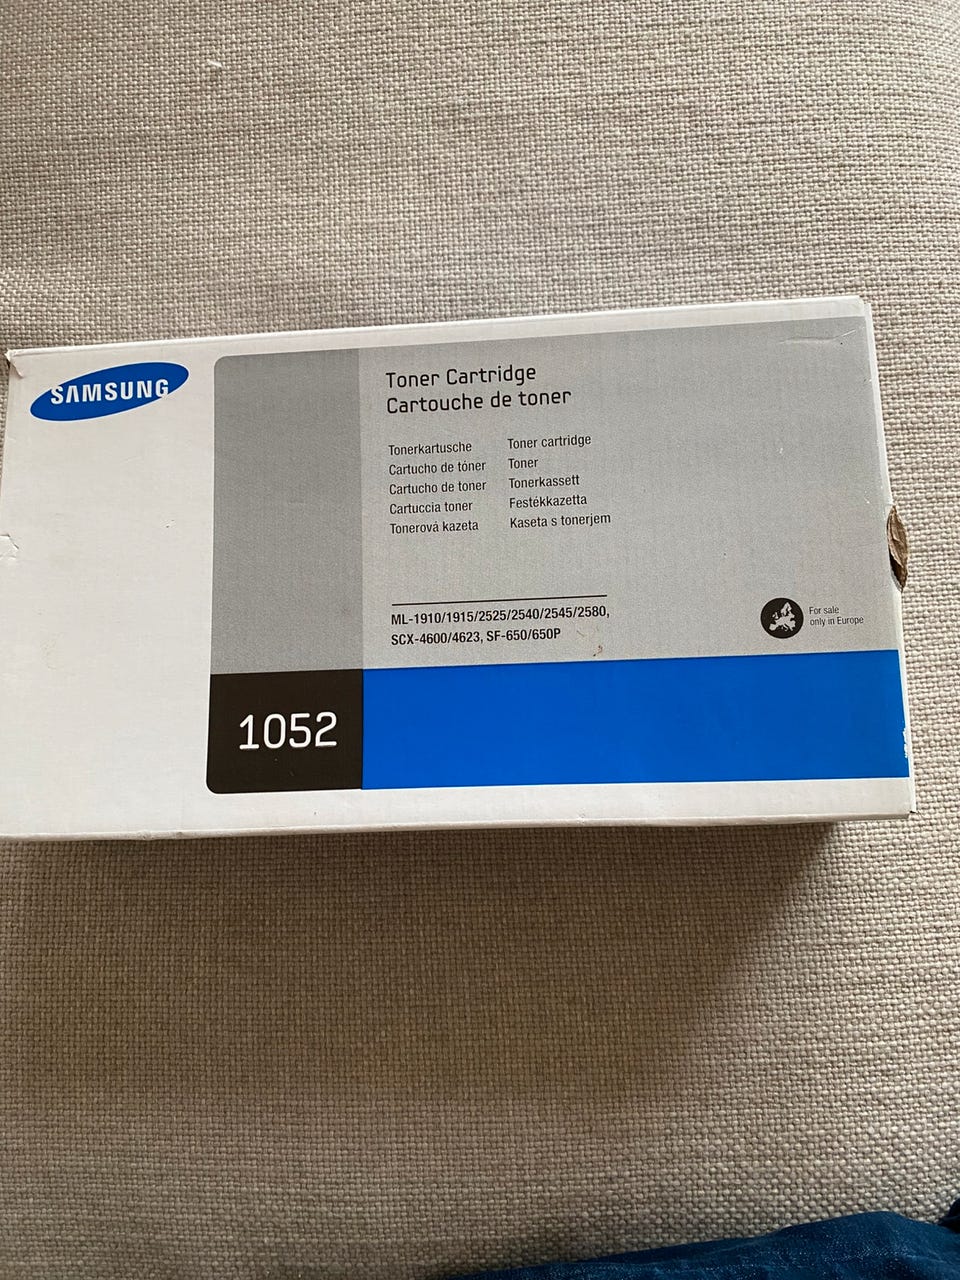 SAMSUNG
Toner Cartridge
Cartouche de toner
Tonerkartusche
Cartucho de tóner
Cartucho de toner
Cartuccia toner
Tonerová kazeta
Toner cartridge
Toner
Tonerkassett
Festékkazetta
Kaseta s tonerjem
ML-1910/1915/2525/2540/2545/2580,
SCX-4600/4623, SF-650/650P
For sale
only in Europe
1052